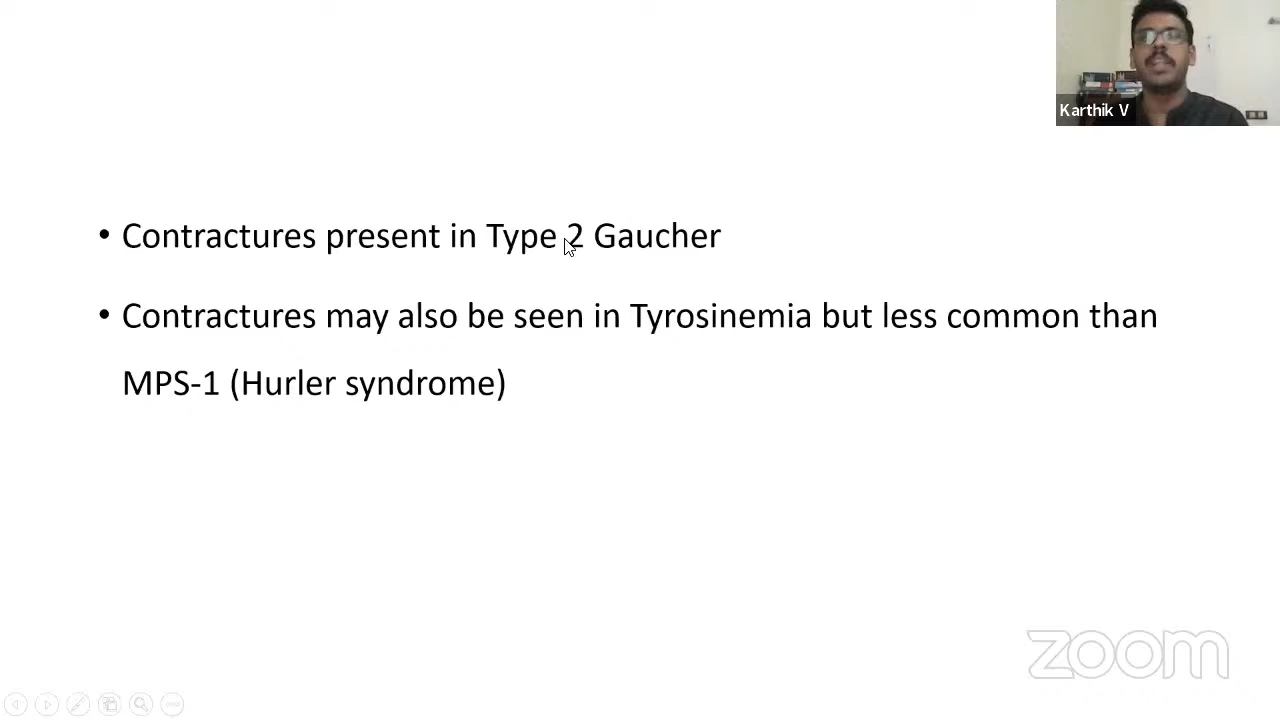 Karthik V
• Contractures present in Type 2 Gaucher
• Contractures may also be seen in Tyrosinemia but less common than
MPS-1 (Hurler syndrome)
zoom